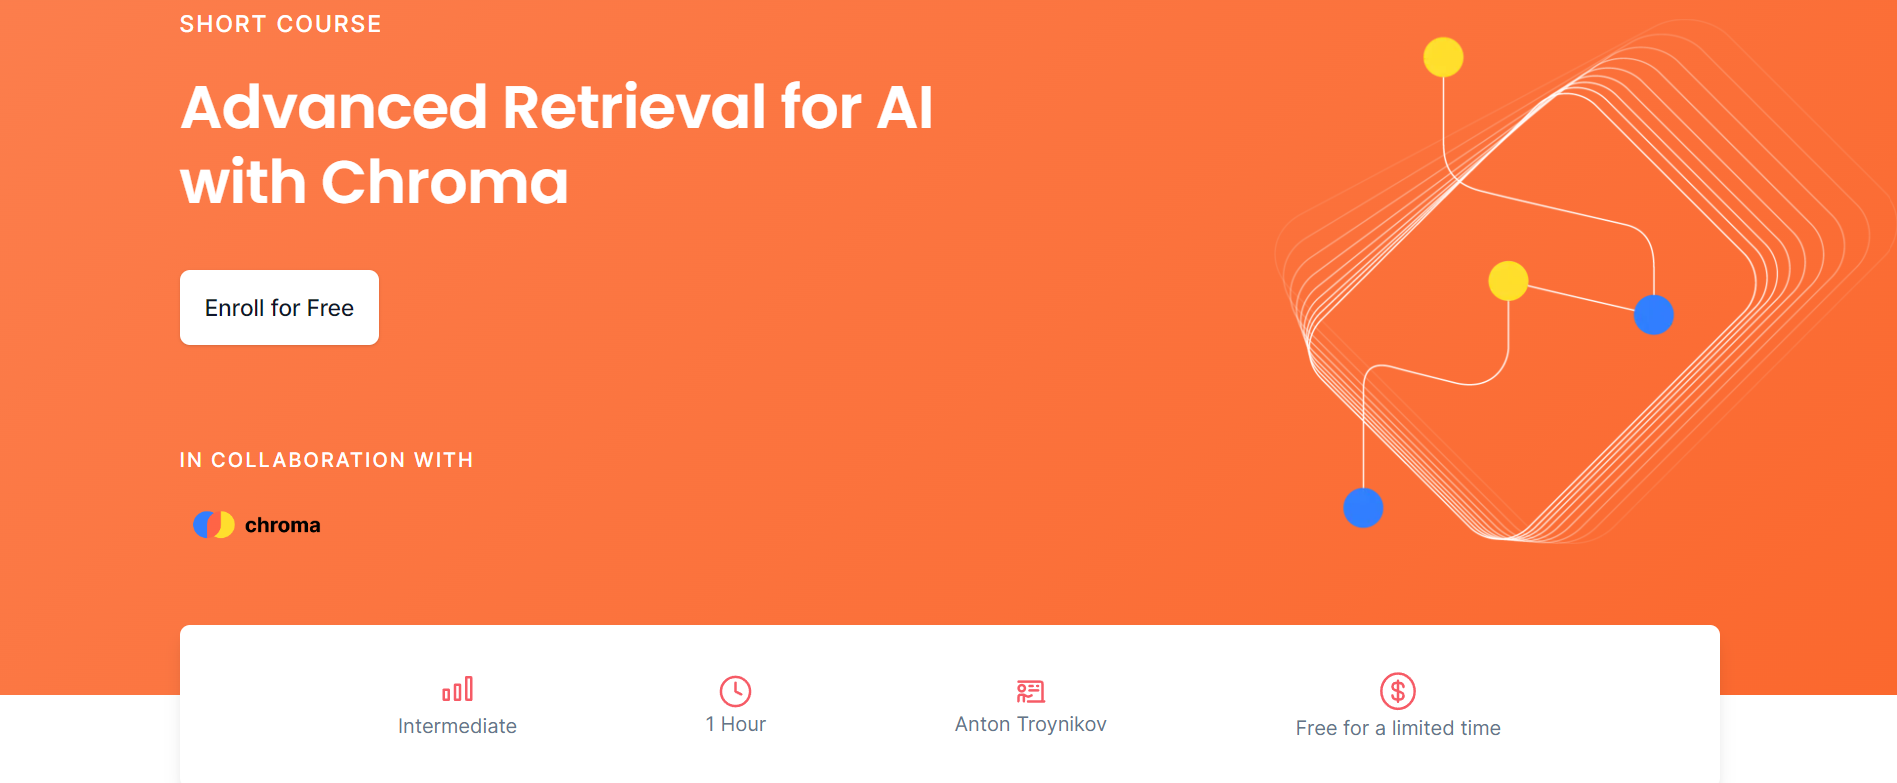 SHORT COURSE
Advanced Retrieval for AI
with Chroma
Enroll for Free
IN COLLABORATION WITH
chroma
Intermediate
1 Hour
Anton Troynikov
Free for a limited time